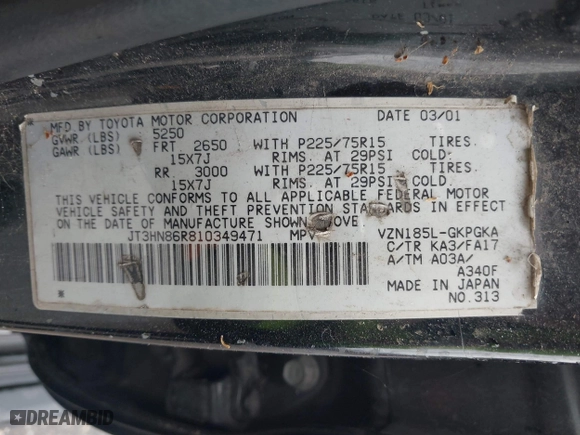 MFD BY TOYOTA MOTOR CORPORATION DATE 03/01
GVWR (LBS) 5250
GAWR (LBS) FRT 2650 WITH P225/75R15 TIRES.
15X7J RIMS. AT 29PSI COLD.
RR. 3000 WITH P225/75R15 TIRES.
15X7J RIMS. AT 29PSI COLD.
THIS VEHICLE CONFORMS TO ALL APPLICABLE FEDERAL MOTOR
VEHICLE SAFETY AND THEFT PREVENTION STANDARDS IN EFFECT
ON THE DATE OF MANUFACTURE SHOWN ABOVE.
JT3HN86R810349471 MPV VZN185L-GKPGKA
C/TR KA3/FA17
A/TM A03A/
A340F
MADE IN JAPAN
NO.313
DREAMBID